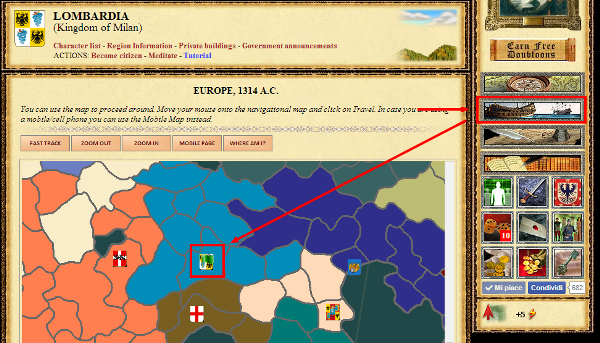 LOMBARDIA
(Kingdom of Milan)
Character list - Region Information - Private buildings - Government announcements
ACTIONS: Become citizen - Meditate - Tutorial
EUROPE, 1314 A.C.
You can use the map to proceed around. Move your mouse onto the navigational map and click on Travel. In case you are using
a mobile/cell phone you can use the Mobile Map instead.
FAST TRACK
ZOOM OUT
ZOOM IN
MOBILE PAGE
WHERE AM I?
Earn Free
Doubloons
10
Mi piace
Condividi
682
+5